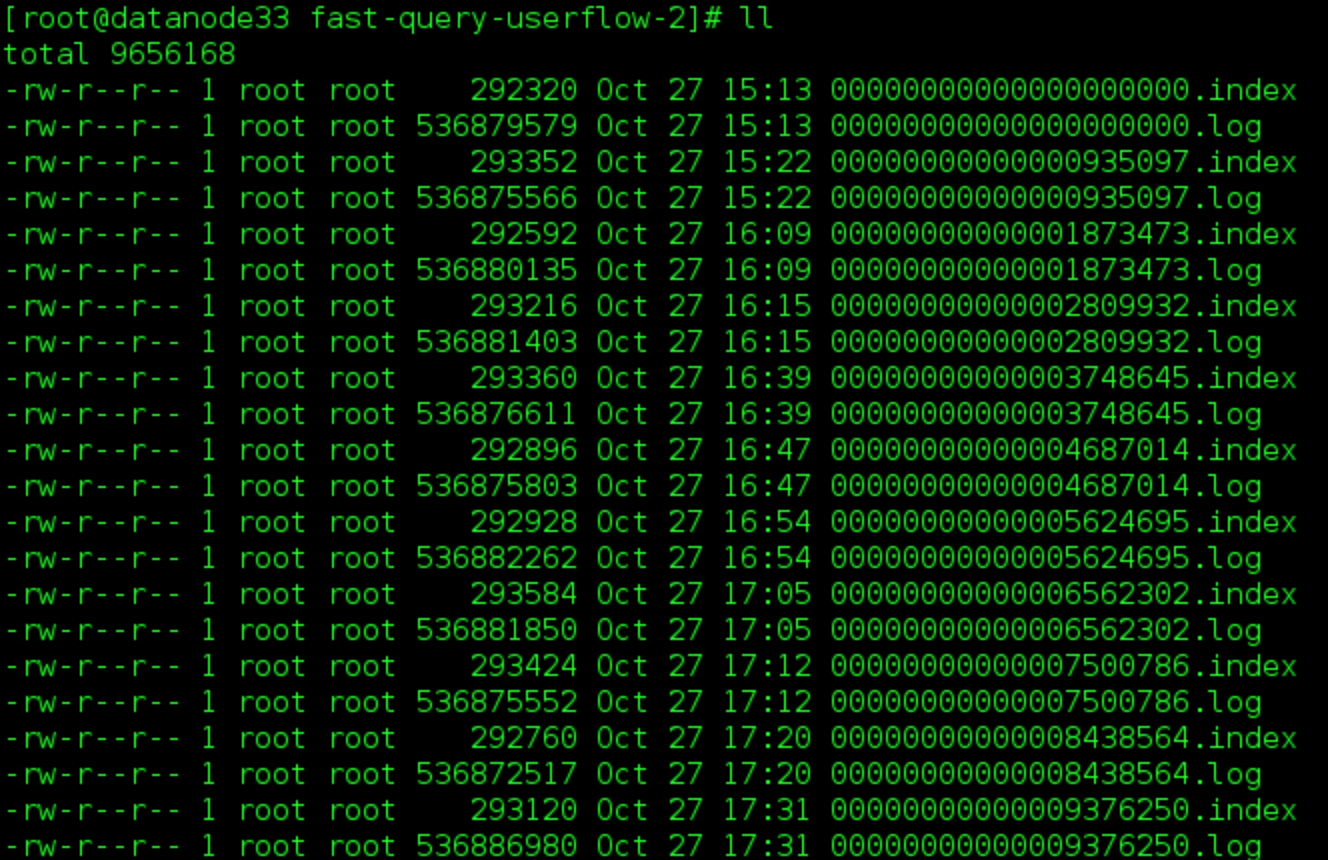 [root@datanode33 fast-query-userflow-2]# ll
total 9656168
-rw-r--r-- 1 root root    292320 Oct 27 15:13 00000000000000000000.index
-rw-r--r-- 1 root root 536879579 Oct 27 15:13 00000000000000000000.log
-rw-r--r-- 1 root root    293352 Oct 27 15:22 00000000000000935097.index
-rw-r--r-- 1 root root 536875566 Oct 27 15:22 00000000000000935097.log
-rw-r--r-- 1 root root    292592 Oct 27 16:09 00000000000001873473.index
-rw-r--r-- 1 root root 536880135 Oct 27 16:09 00000000000001873473.log
-rw-r--r-- 1 root root    293216 Oct 27 16:15 00000000000002809932.index
-rw-r--r-- 1 root root 536881403 Oct 27 16:15 00000000000002809932.log
-rw-r--r-- 1 root root    293360 Oct 27 16:39 00000000000003748645.index
-rw-r--r-- 1 root root 536876611 Oct 27 16:39 00000000000003748645.log
-rw-r--r-- 1 root root    292896 Oct 27 16:47 00000000000004687014.index
-rw-r--r-- 1 root root 536875803 Oct 27 16:47 00000000000004687014.log
-rw-r--r-- 1 root root    292928 Oct 27 16:54 00000000000005624695.index
-rw-r--r-- 1 root root 536882262 Oct 27 16:54 00000000000005624695.log
-rw-r--r-- 1 root root    293584 Oct 27 17:05 00000000000006562302.index
-rw-r--r-- 1 root root 536881850 Oct 27 17:05 00000000000006562302.log
-rw-r--r-- 1 root root    293424 Oct 27 17:12 00000000000007500786.index
-rw-r--r-- 1 root root 536875552 Oct 27 17:12 00000000000007500786.log
-rw-r--r-- 1 root root    292760 Oct 27 17:20 00000000000008438564.index
-rw-r--r-- 1 root root 536872517 Oct 27 17:20 00000000000008438564.log
-rw-r--r-- 1 root root    293120 Oct 27 17:31 00000000000009376250.index
-rw-r--r-- 1 root root 536886980 Oct 27 17:31 00000000000009376250.log